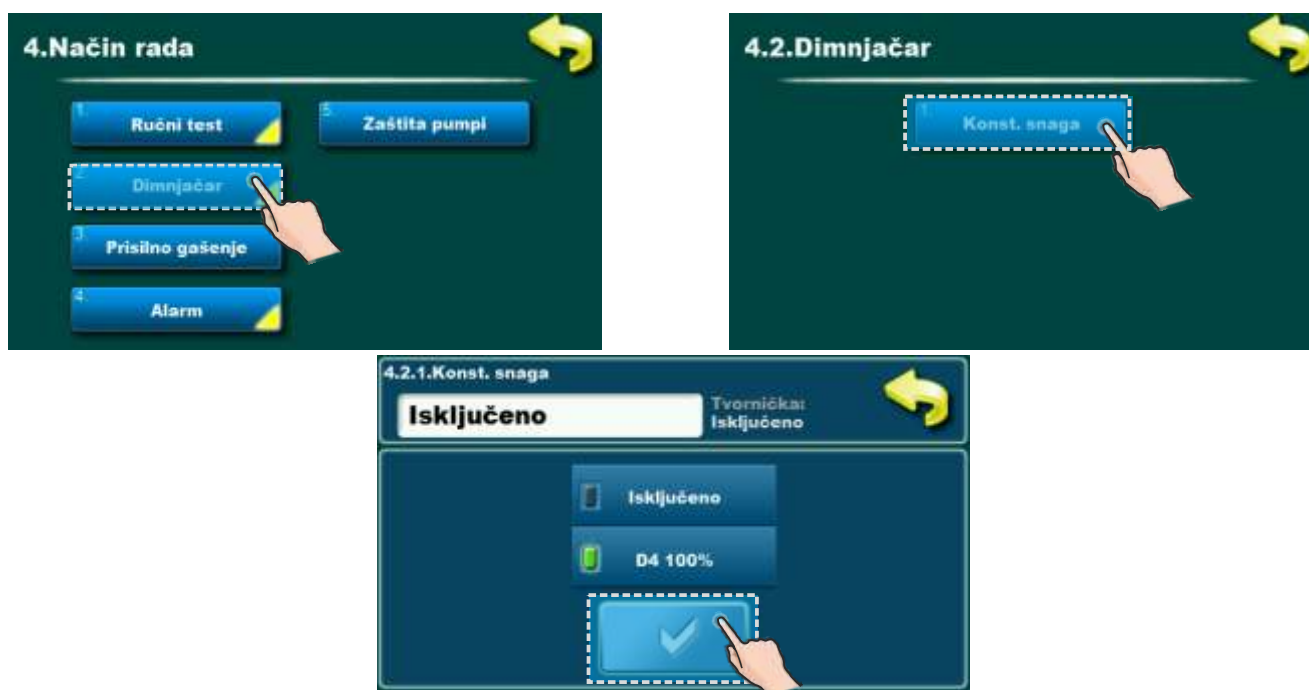 4.Način rada
1. Ručni test
5. Zaštita pumpi
2. Dimnjačar
3. Prisilno gašenje
4. Alarm
4.2.Dimnjačar
1. Konst. snaga
4.2.1.Konst. snaga
Isključeno
Tvornička:
Isključeno
Isključeno
D4 100%